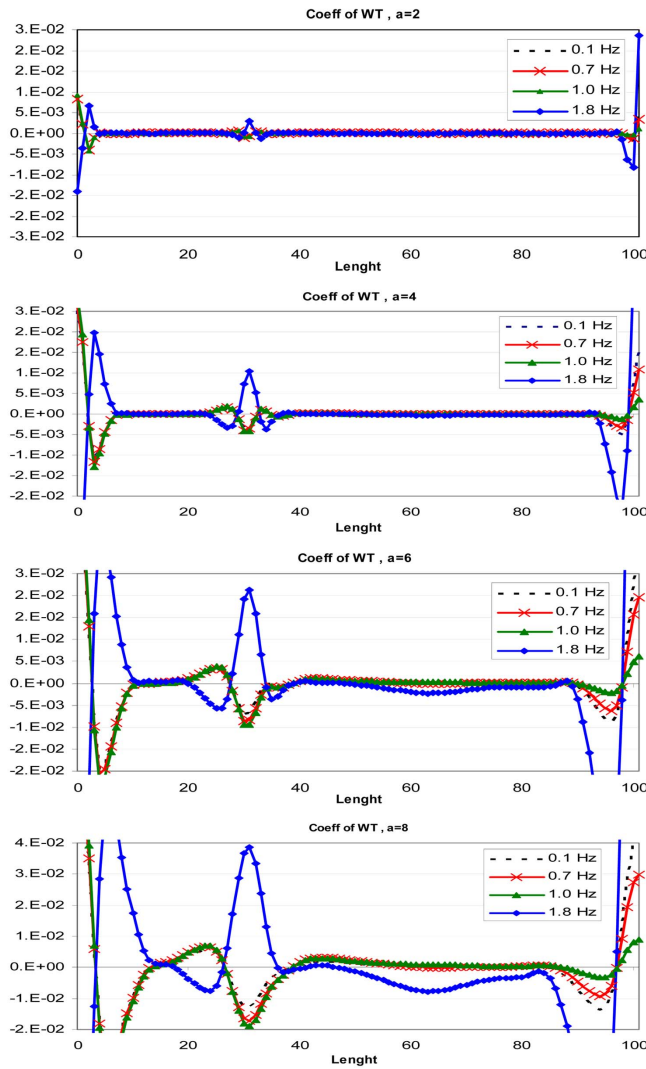 Coeff of WT , a=2
3.E-02
2.E-02
2.E-02
1.E-02
5.E-03
0.E+00
-5.E-03
-1.E-02
-2.E-02
-2.E-02
-3.E-02
0.1 Hz
0.7 Hz
1.0 Hz
1.8 Hz
0 20 40 60 80 100
Lenght
Coeff of WT , a=4
3.E-02
2.E-02
2.E-02
1.E-02
5.E-03
0.E+00
-5.E-03
-1.E-02
-2.E-02
-2.E-02
0.1 Hz
0.7 Hz
1.0 Hz
1.8 Hz
0 20 40 60 80 100
Lenght
Coeff of WT , a=6
3.E-02
2.E-02
2.E-02
1.E-02
5.E-03
0.E+00
-5.E-03
-1.E-02
-2.E-02
-2.E-02
0.1 Hz
0.7 Hz
1.0 Hz
1.8 Hz
0 20 40 60 80 100
Lenght
Coeff of WT , a=8
4.E-02
3.E-02
2.E-02
1.E-02
0.E+00
-1.E-02
-2.E-02
0.1 Hz
0.7 Hz
1.0 Hz
1.8 Hz
0 20 40 60 80 100
Lenght